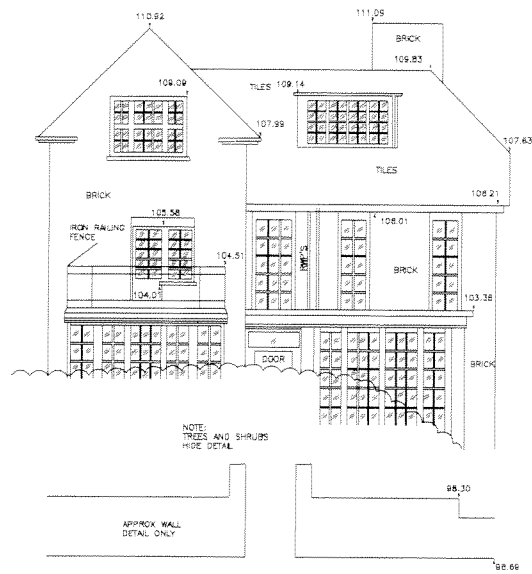 110.92
111.09
BRICK
109.83
109.09
TILES
109.14
107.99
107.63
TILES
BRICK
108.21
105.58
106.01
IRON RAILING
FENCE
RWP'S
104.51
BRICK
104.01
103.38
DOOR
BRICK
NOTE:
TREES AND SHRUBS
HIDE DETAIL
98.30
APPROX WALL
DETAIL ONLY
96.69